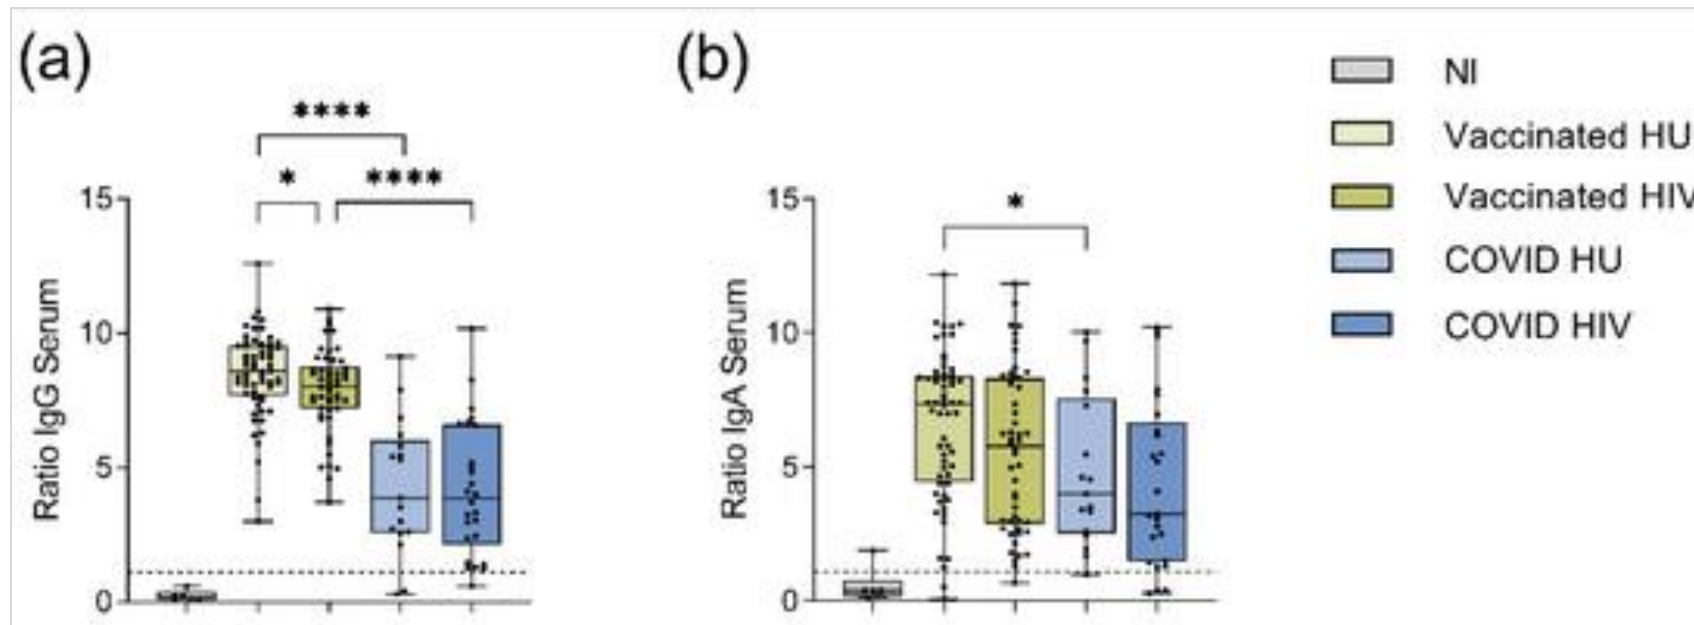 (a)
****
*
****
15
10
5
0
Ratio IgG Serum
(b)
*
15
10
5
0
Ratio IgA Serum
NI
Vaccinated HU
Vaccinated HIV
COVID HU
COVID HIV